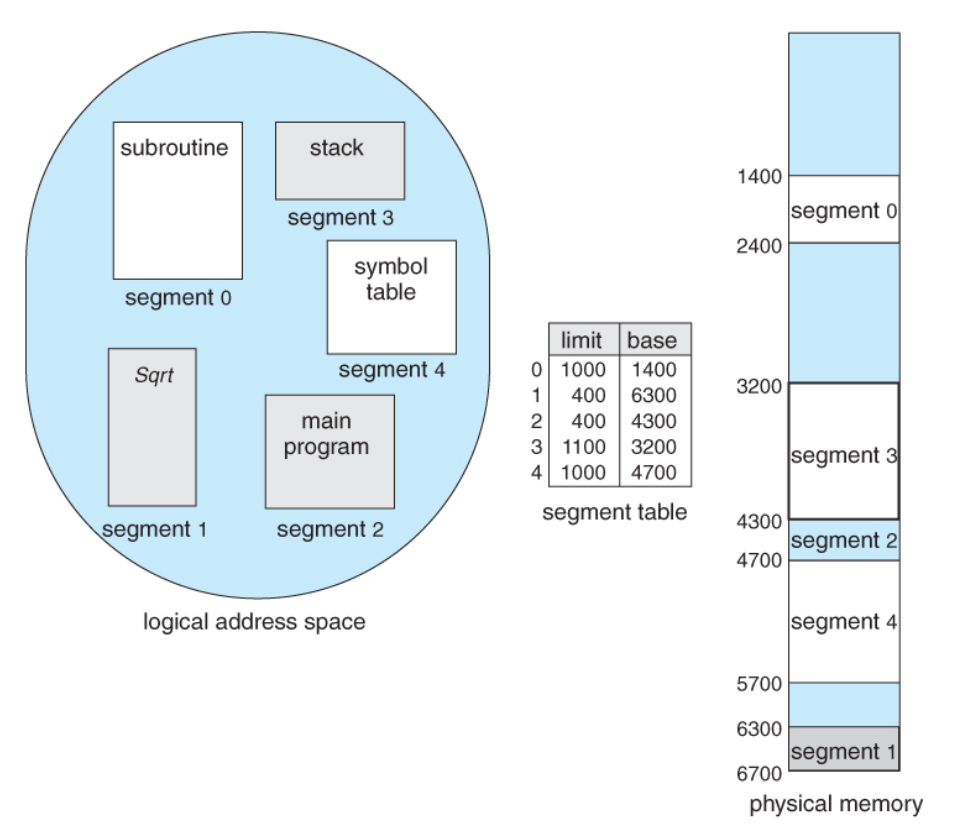 subroutine
segment 0
stack
segment 3
symbol
table
segment 4
Sqrt
segment 1
main
program
segment 2
logical address space
limit base
0 1000 1400
1 400 6300
2 400 4300
3 1100 3200
4 1000 4700
segment table
1400
segment 0
2400
3200
segment 3
4300
segment 2
4700
segment 4
5700
6300
segment 1
6700
physical memory